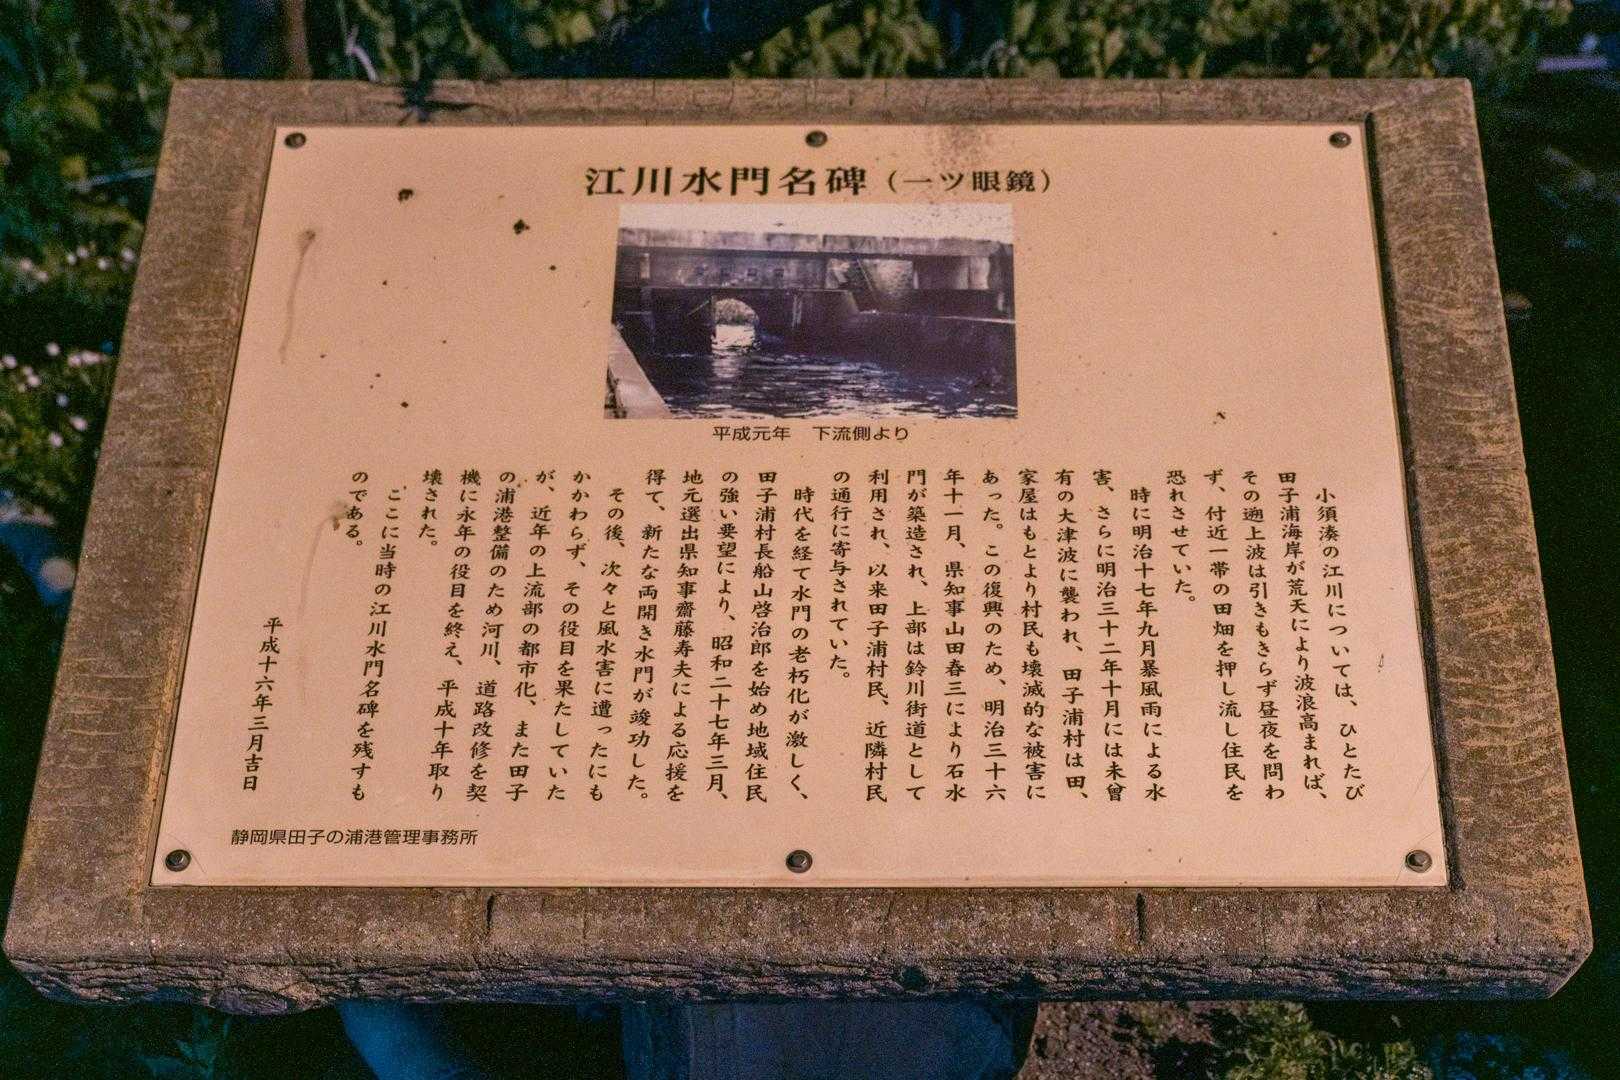 江川水門名碑（一ツ眼鏡）
平成元年　下流側より
小須湊の江川については、ひとたび
田子浦海岸が荒天により波浪高まれば、
その遡上波は引きもきらず昼夜を問わ
ず、付近一帯の田畑を押し流し住民を
恐れさせていた。
時に明治十七年九月暴風雨による水
害、さらに明治三十二年十月には未曾
有の大津波に襲われ、田子浦村は田、
家屋はもとより村民も壊滅的な被害に
あった。この復興のため、明治三十六
年十一月、県知事山田春三により石水
門が築造され、上部は鈴川街道として
利用され、以来田子浦村民、近隣村民
の通行に寄与されていた。
時代を経て水門の老朽化が激しく、
田子浦村長船山啓治郎を始め地域住民
の強い要望により、昭和二十七年三月、
地元選出県知事齋藤寿夫による応援を
得て、新たな両開き水門が竣功した。
その後、次々と風水害に遭ったにも
かかわらず、その役目を果たしていた
が、近年の上流部の都市化、また田子
の浦港整備のため河川、道路改修を契
機に永年の役目を終え、平成十年取り
壊された。
ここに当時の江川水門名碑を残すも
のである。
平成十六年三月吉日
静岡県田子の浦港管理事務所